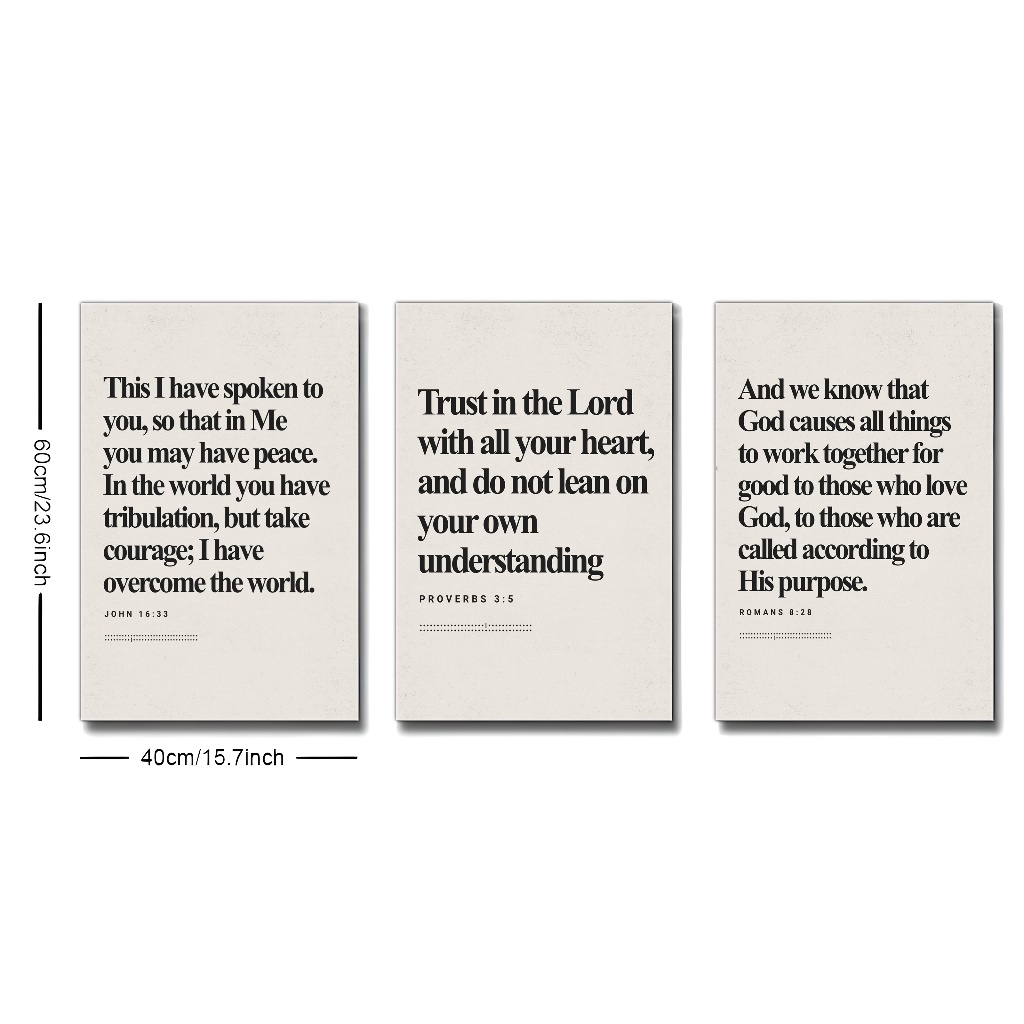 This I have spoken to
you, so that in Me
you may have peace.
In the world you have
tribulation, but take
courage; I have
overcome the world.
JOHN 16:33
Trust in the Lord
with all your heart,
and do not lean on
your own
understanding
PROVERBS 3:5
And we know that
God causes all things
to work together for
good to those who love
God, to those who are
called according to
His purpose.
ROMANS 8:28
60cm/23.6inch
40cm/15.7inch